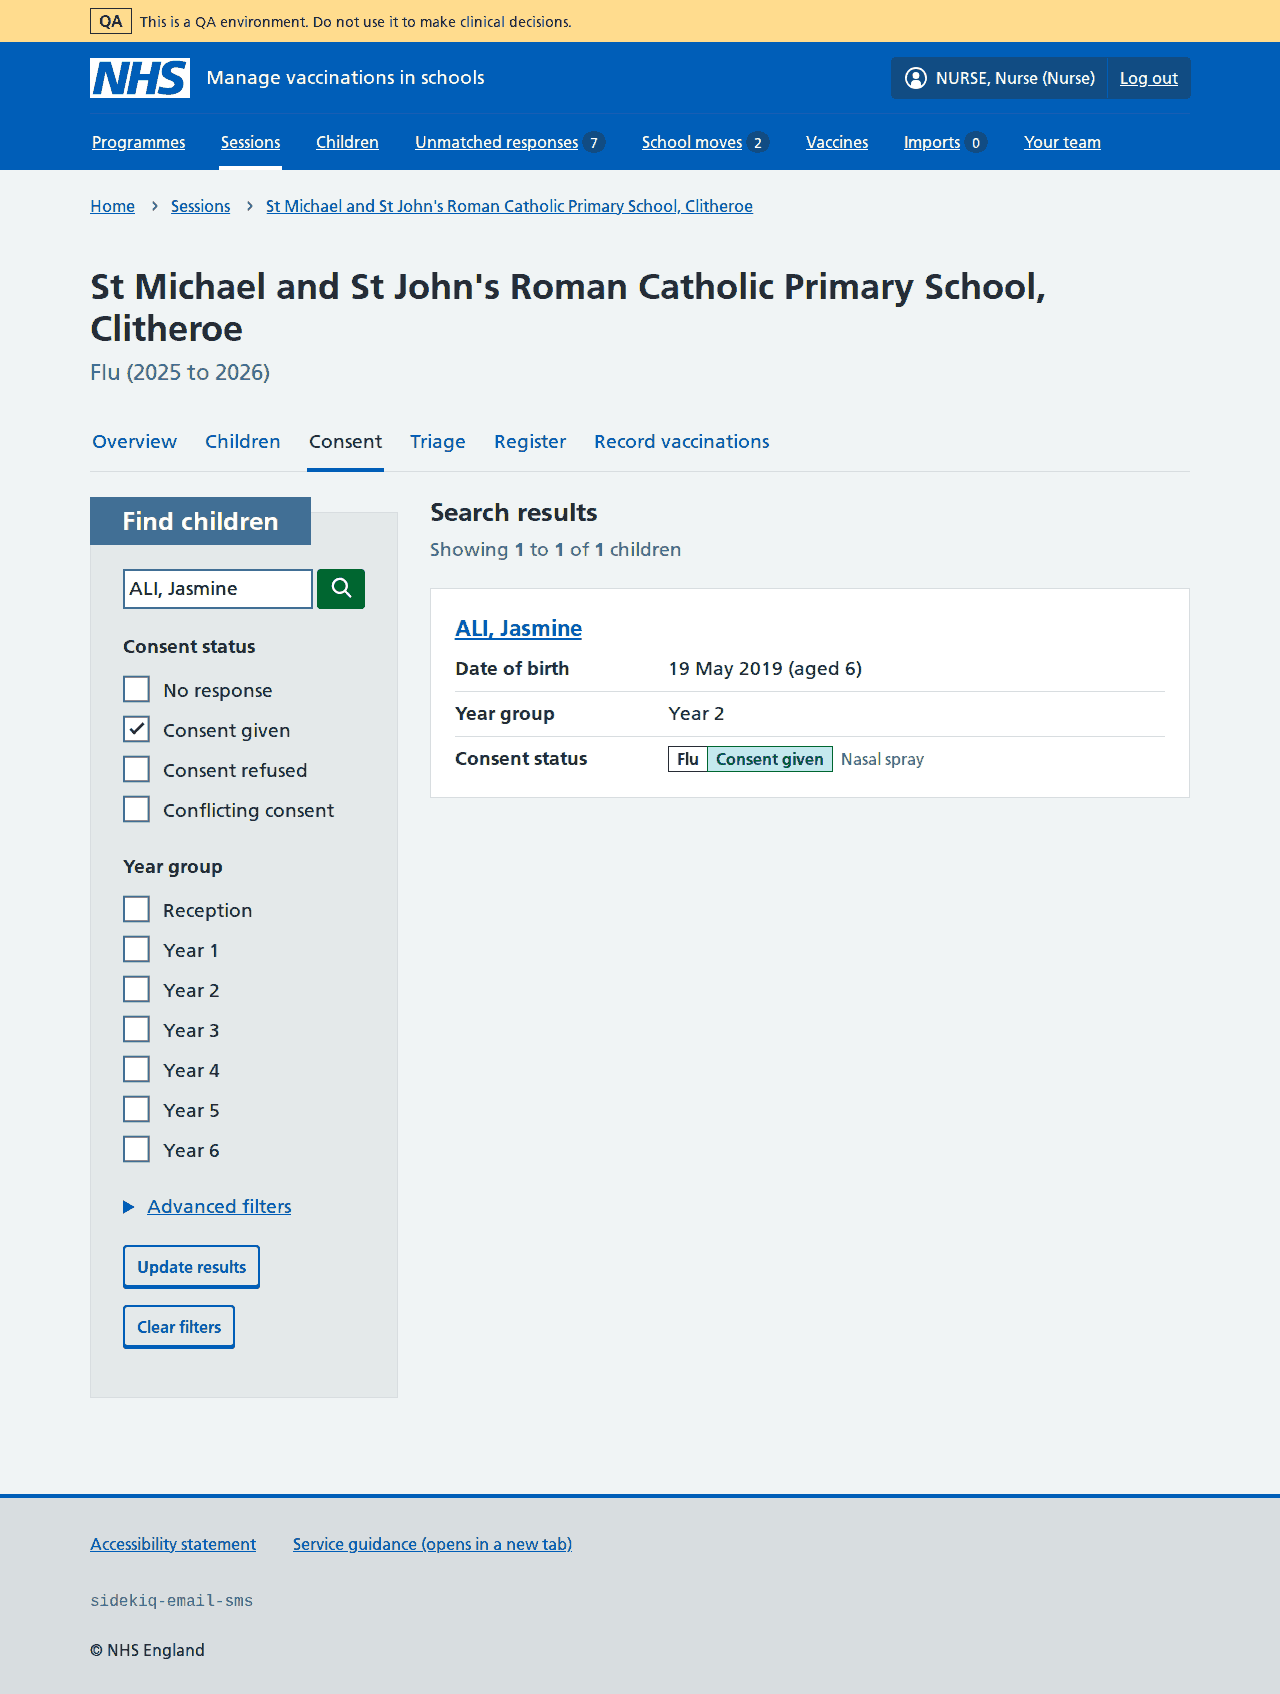 QA This is a QA environment. Do not use it to make clinical decisions.
NHS Manage vaccinations in schools NURSE, Nurse (Nurse) Log out
Programmes Sessions Children Unmatched responses 7 School moves 2 Vaccines Imports 0 Your team
Home Sessions St Michael and St John's Roman Catholic Primary School, Clitheroe
St Michael and St John's Roman Catholic Primary School,
Clitheroe
Flu (2025 to 2026)
Overview Children Consent Triage Register Record vaccinations
Find children
ALI, Jasmine
Consent status
No response
Consent given
Consent refused
Conflicting consent
Year group
Reception
Year 1
Year 2
Year 3
Year 4
Year 5
Year 6
Advanced filters
Update results
Clear filters
Search results
Showing 1 to 1 of 1 children
ALI, Jasmine
Date of birth 19 May 2019 (aged 6)
Year group Year 2
Consent status Flu Consent given Nasal spray
Accessibility statement Service guidance (opens in a new tab)
sidekiq-email-sms
© NHS England